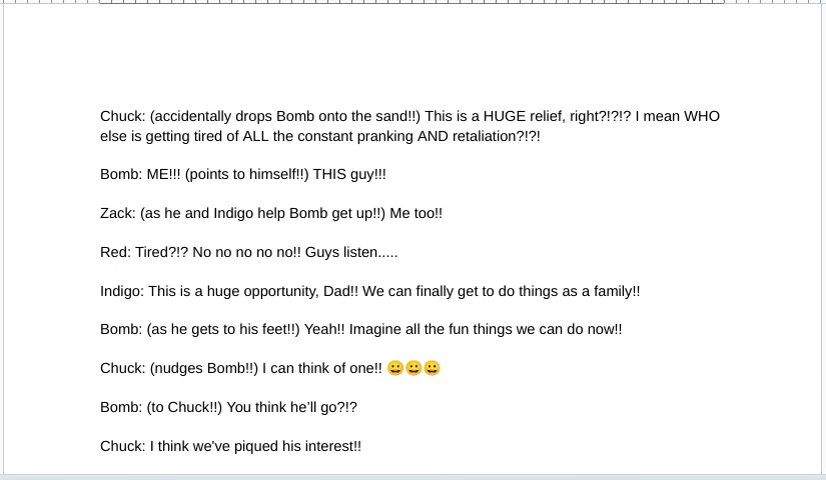 Chuck: (accidentally drops Bomb onto the sand!!) This is a HUGE relief, right?!?!? I mean WHO
else is getting tired of ALL the constant pranking AND retaliation?!?!
Bomb: ME!!! (points to himself!!) THIS guy!!!
Zack: (as he and Indigo help Bomb get up!!) Me too!!
Red: Tired?!? No no no no no!! Guys listen.....
Indigo: This is a huge opportunity, Dad!! We can finally get to do things as a family!!
Bomb: (as he gets to his feet!!) Yeah!! Imagine all the fun things we can do now!!
Chuck: (nudges Bomb!!) I can think of one!! 😀😀😀
Bomb: (to Chuck!!) You think he’ll go?!?
Chuck: I think we've piqued his interest!!